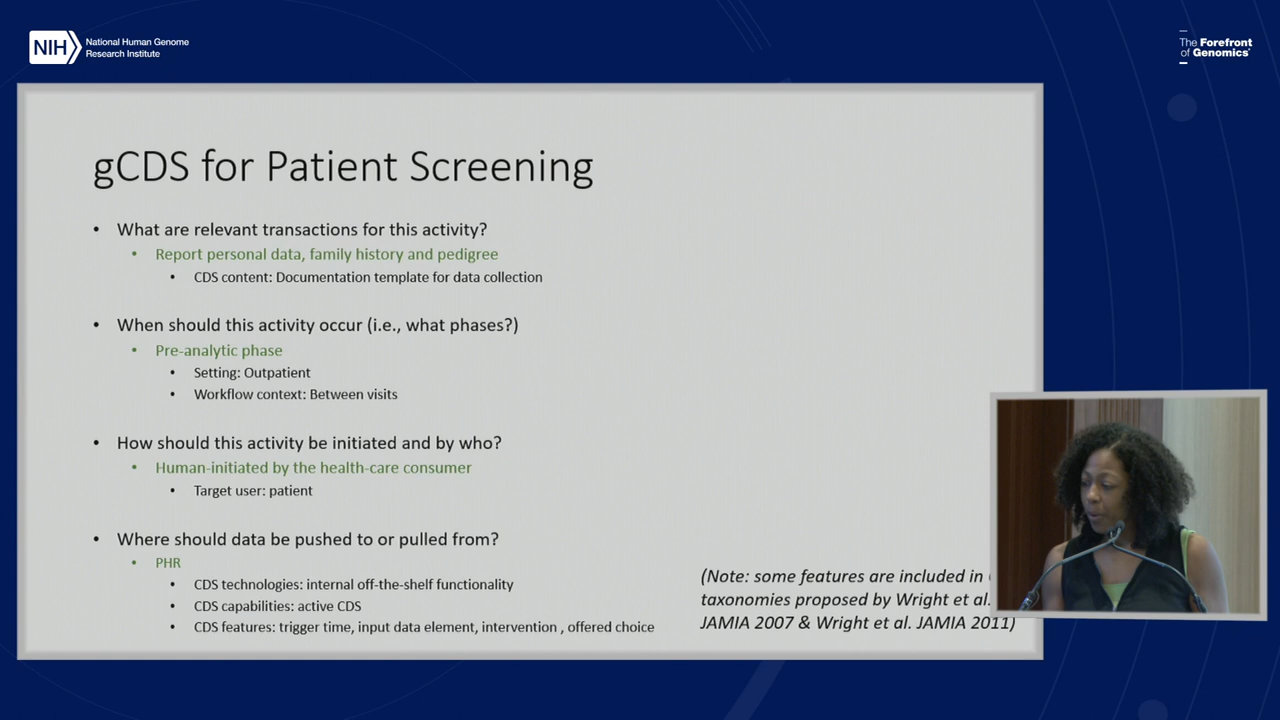 NIH National Human Genome
Research Institute
The Forefront
of Genomics
gCDS for Patient Screening
• What are relevant transactions for this activity?
• Report personal data, family history and pedigree
• CDS content: Documentation template for data collection
• When should this activity occur (i.e., what phases?)
• Pre-analytic phase
• Setting: Outpatient
• Workflow context: Between visits
• How should this activity be initiated and by who?
• Human-initiated by the health-care consumer
• Target user: patient
• Where should data be pushed to or pulled from?
• PHR
• CDS technologies: internal off-the-shelf functionality
• CDS capabilities: active CDS
• CDS features: trigger time, input data element, intervention , offered choice
(Note: some features are included in
taxonomies proposed by Wright et al.
JAMIA 2007 & Wright et al. JAMIA 2011)